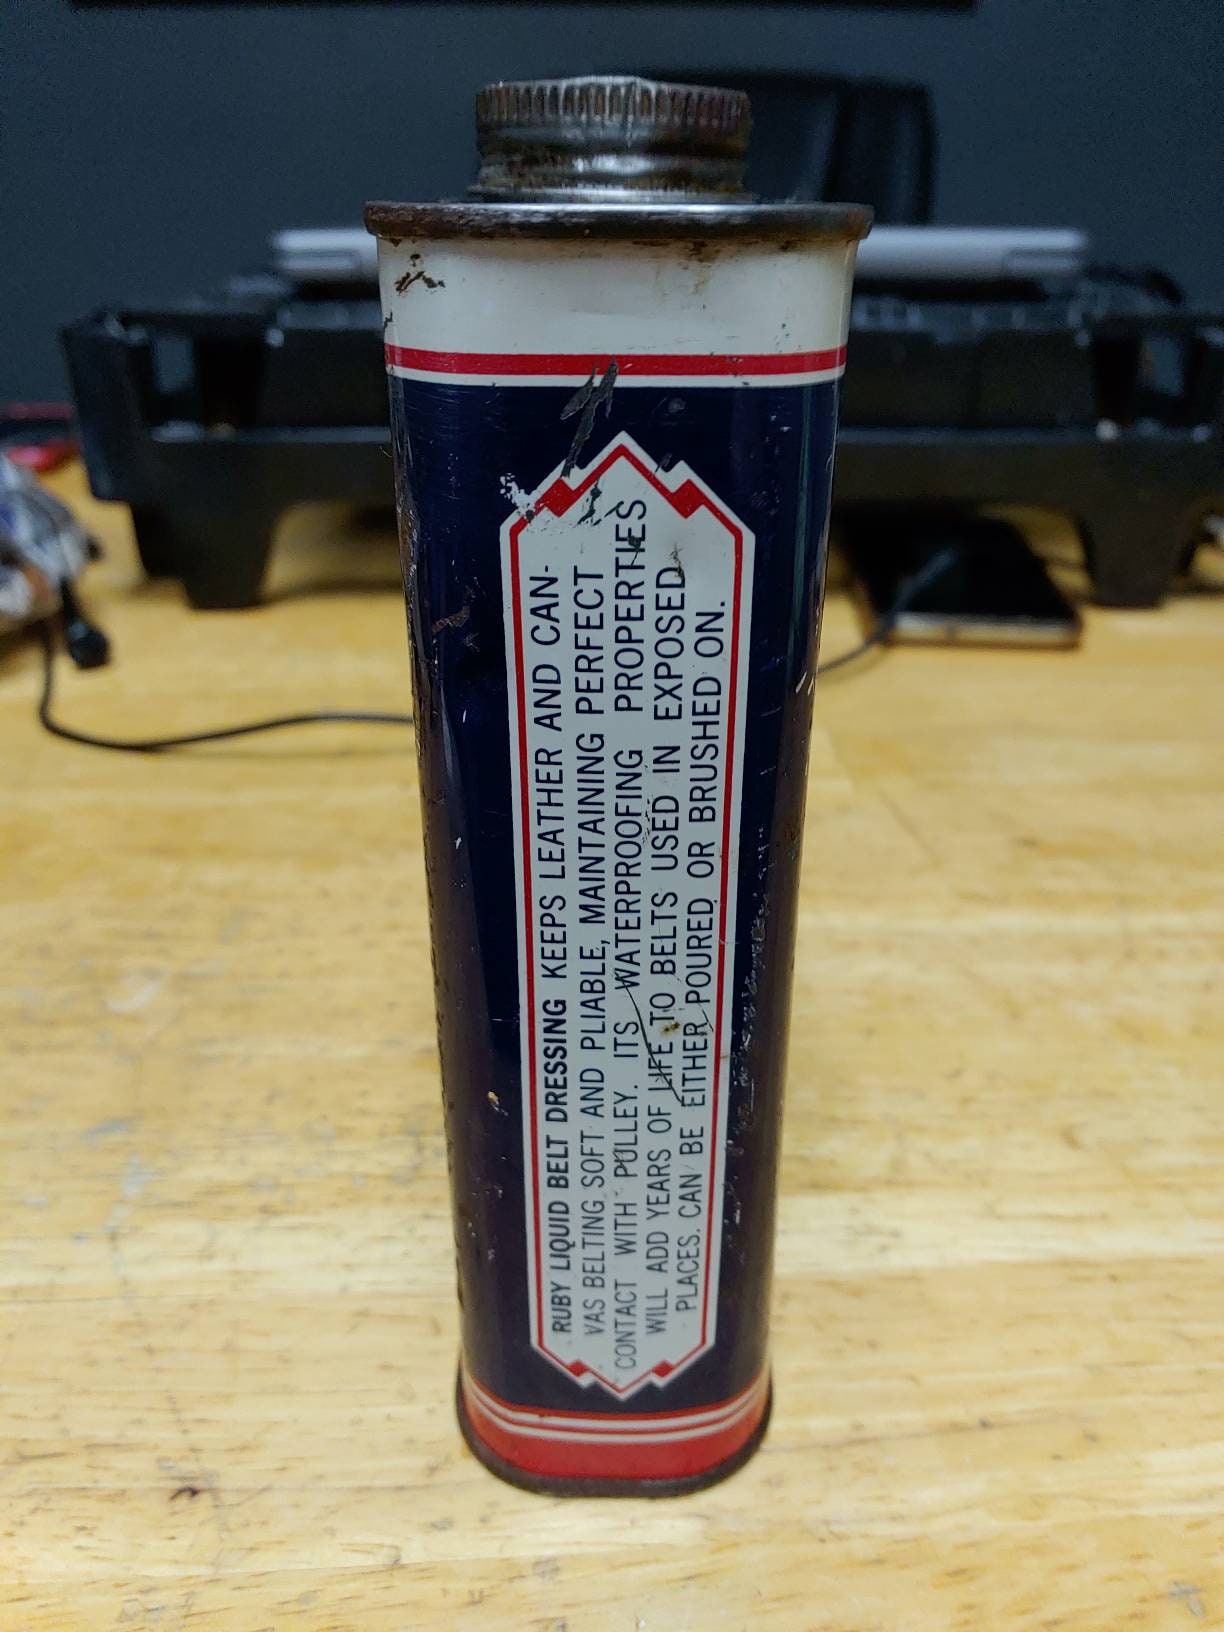 RUBY LIQUID BELT DRESSING KEEPS LEATHER AND CAN-
VAS BELTING SOFT AND PLIABLE, MAINTAINING PERFECT
CONTACT WITH PULLEY. ITS WATERPROOFING PROPERTIES
WILL ADD YEARS OF LIFE TO BELTS USED IN EXPOSED
PLACES. CAN BE EITHER POURED OR BRUSHED ON.